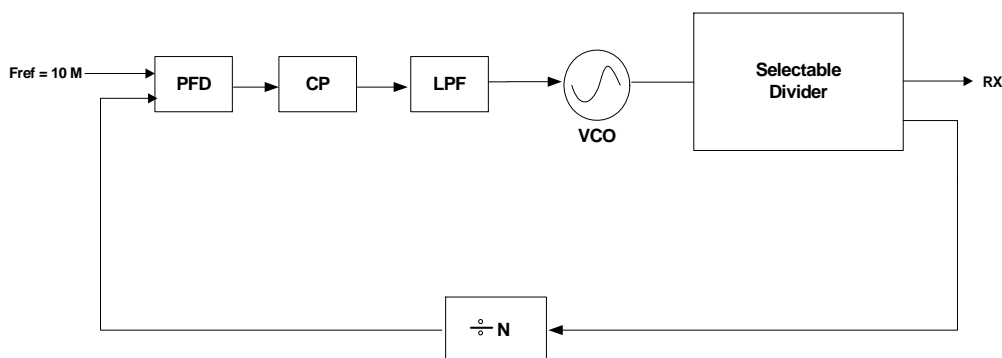 Fref = 10 M
PFD
CP
LPF
VCO
Selectable
Divider
RX
÷ N